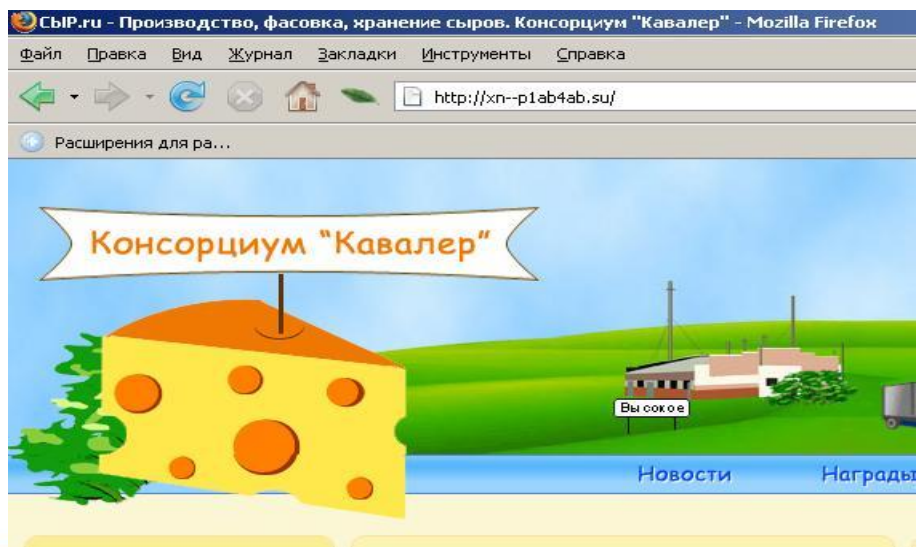 СЫР.ru - Производство, фасовка, хранение сыров. Консорциум "Кавалер" - Mozilla Firefox
Файл Правка Вид Журнал Закладки Инструменты Справка
http://xn--p1ab4ab.su/
Расширения для ра...
Консорциум "Кавалер"
Высокое
Новости Награды